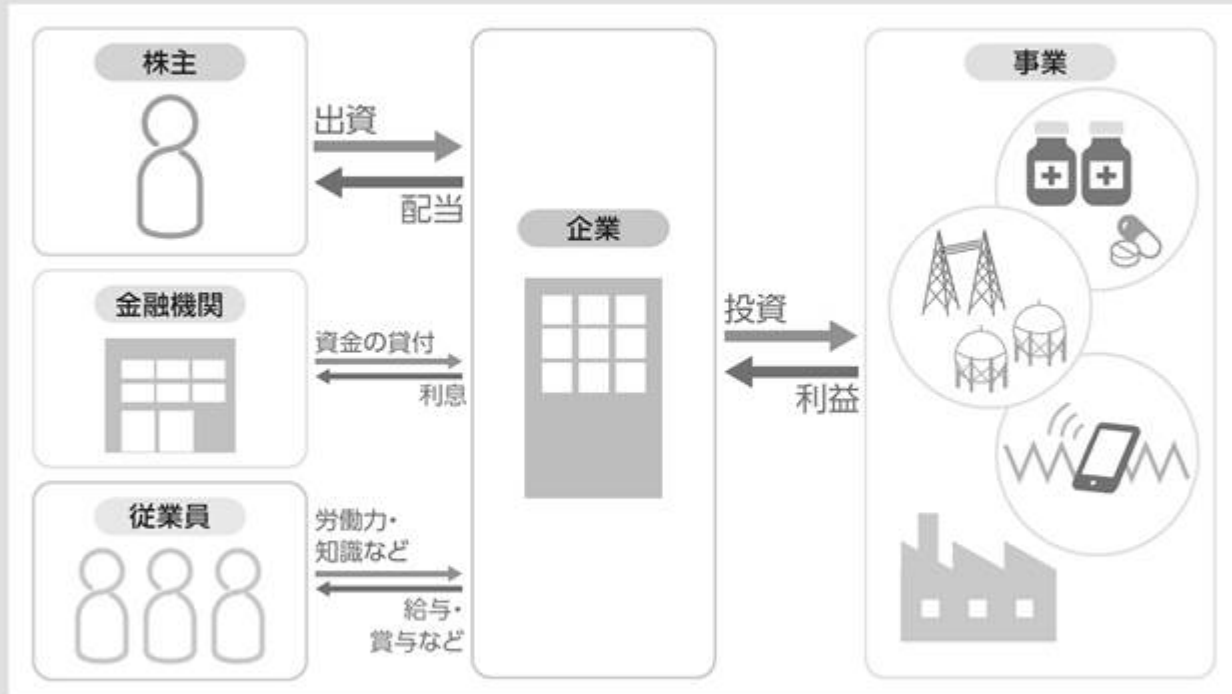 株主
出資
配当
金融機関
資金の貸付
利息
従業員
労働力・
知識など
給与・
賞与など
企業
投資
利益
事業